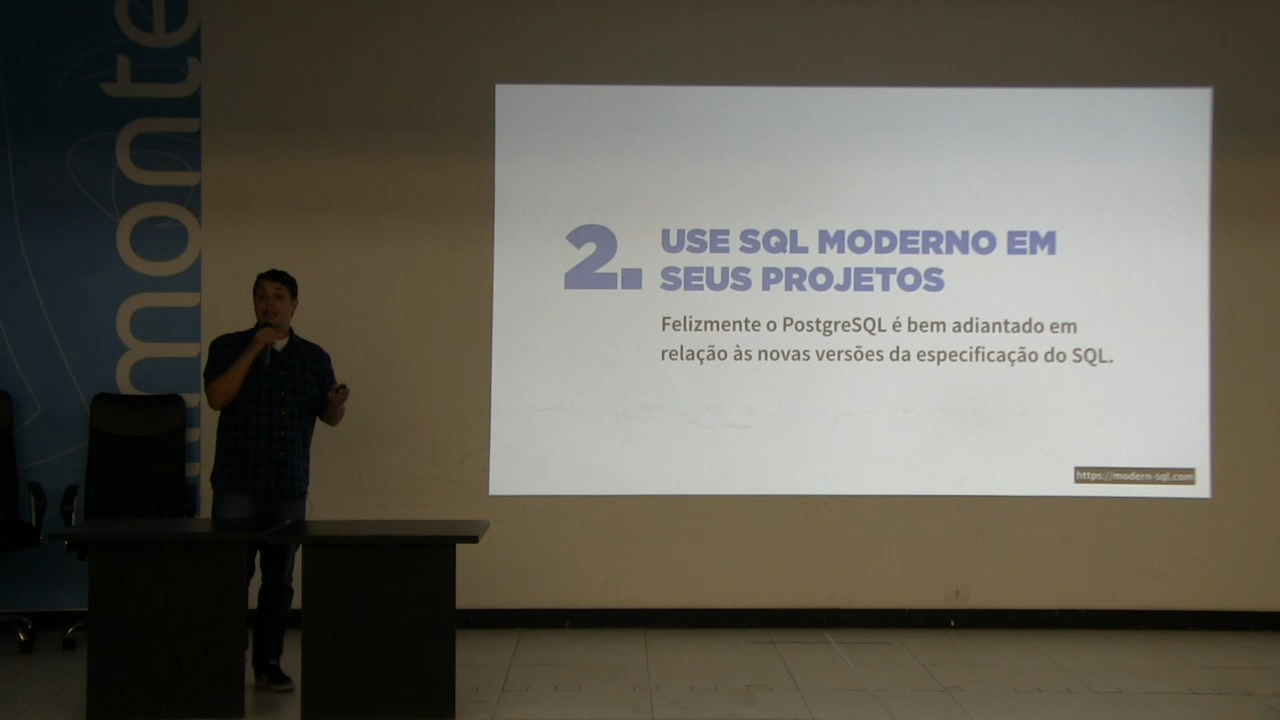 monte
2. USE SQL MODERNO EM
SEUS PROJETOS
Felizmente o PostgreSQL é bem adiantado em
relação às novas versões da especificação do SQL.
https://modern-sql.com